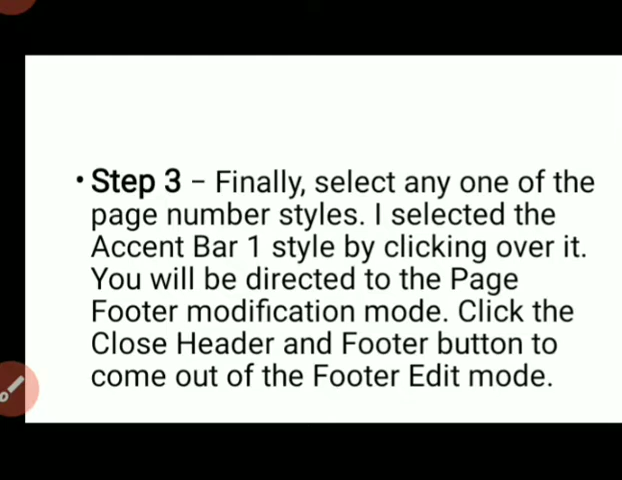 • Step 3 – Finally, select any one of the
page number styles. I selected the
Accent Bar 1 style by clicking over it.
You will be directed to the Page
Footer modification mode. Click the
Close Header and Footer button to
come out of the Footer Edit mode.